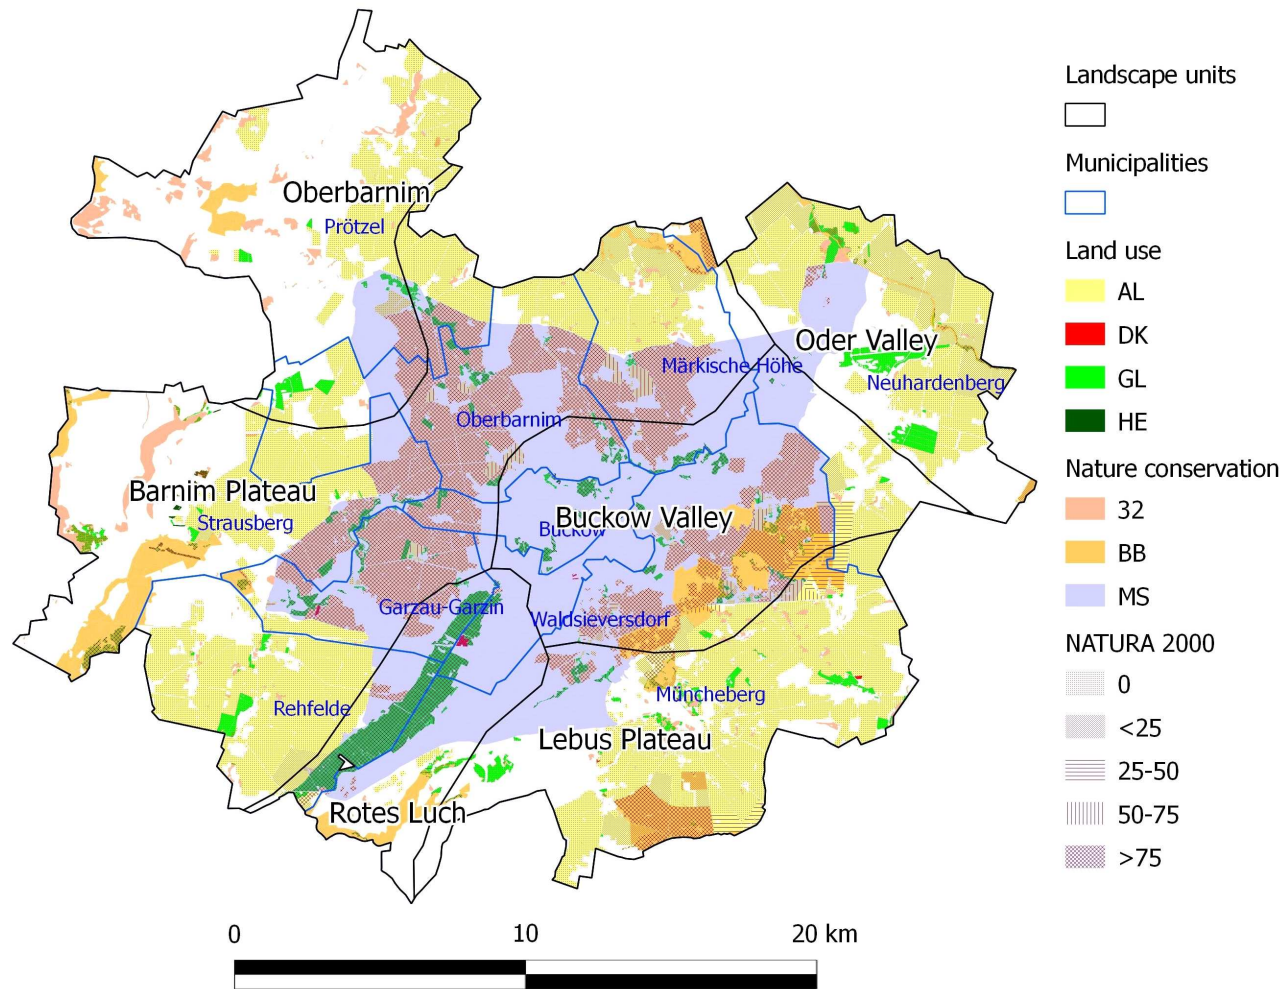 Oberbarnim
Prötzel
Oder Valley
Märkische Höhe
Neuhardenberg
Oberbarnim
Barnim Plateau
Strausberg
Buckow Valley
Buckow
Garzau-Garzin
Waldsieversdorf
Müncheberg
Rehfelde
Lebus Plateau
Rotes Luch
0 10 20 km
Landscape units
Municipalities
Land use
AL
DK
GL
HE
Nature conservation
32
BB
MS
NATURA 2000
0
<25
25-50
50-75
>75